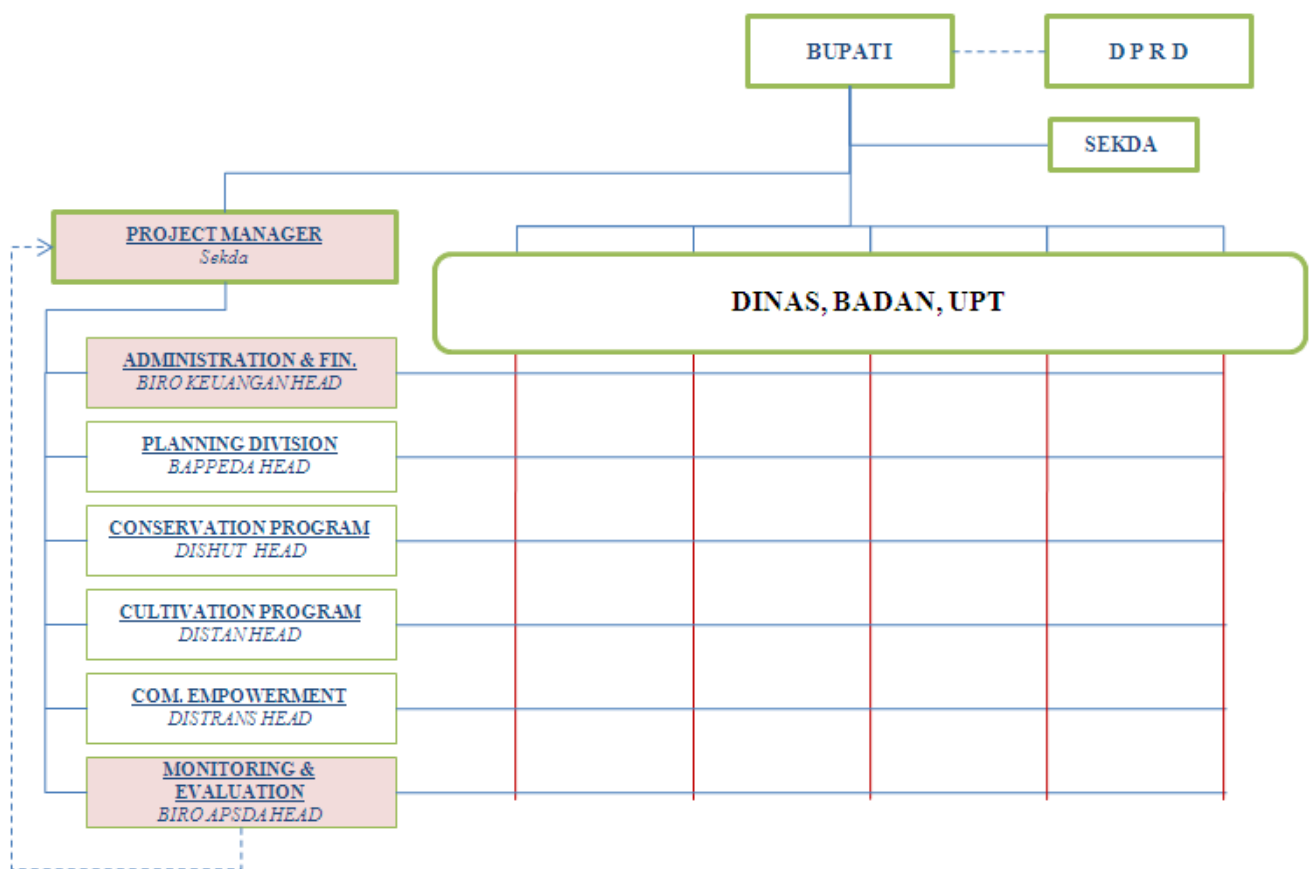 BUPATI
D P R D
SEKDA
PROJECT MANAGER
Sekda
DINAS, BADAN, UPT
ADMINISTRATION & FIN.
BIRO KEUANGAN HEAD
PLANNING DIVISION
BAPPEDA HEAD
CONSERVATION PROGRAM
DISHUT HEAD
CULTIVATION PROGRAM
DISTAN HEAD
COM. EMPOWERMENT
DISTRANS HEAD
MONITORING &
EVALUATION
BIRO APSDA HEAD